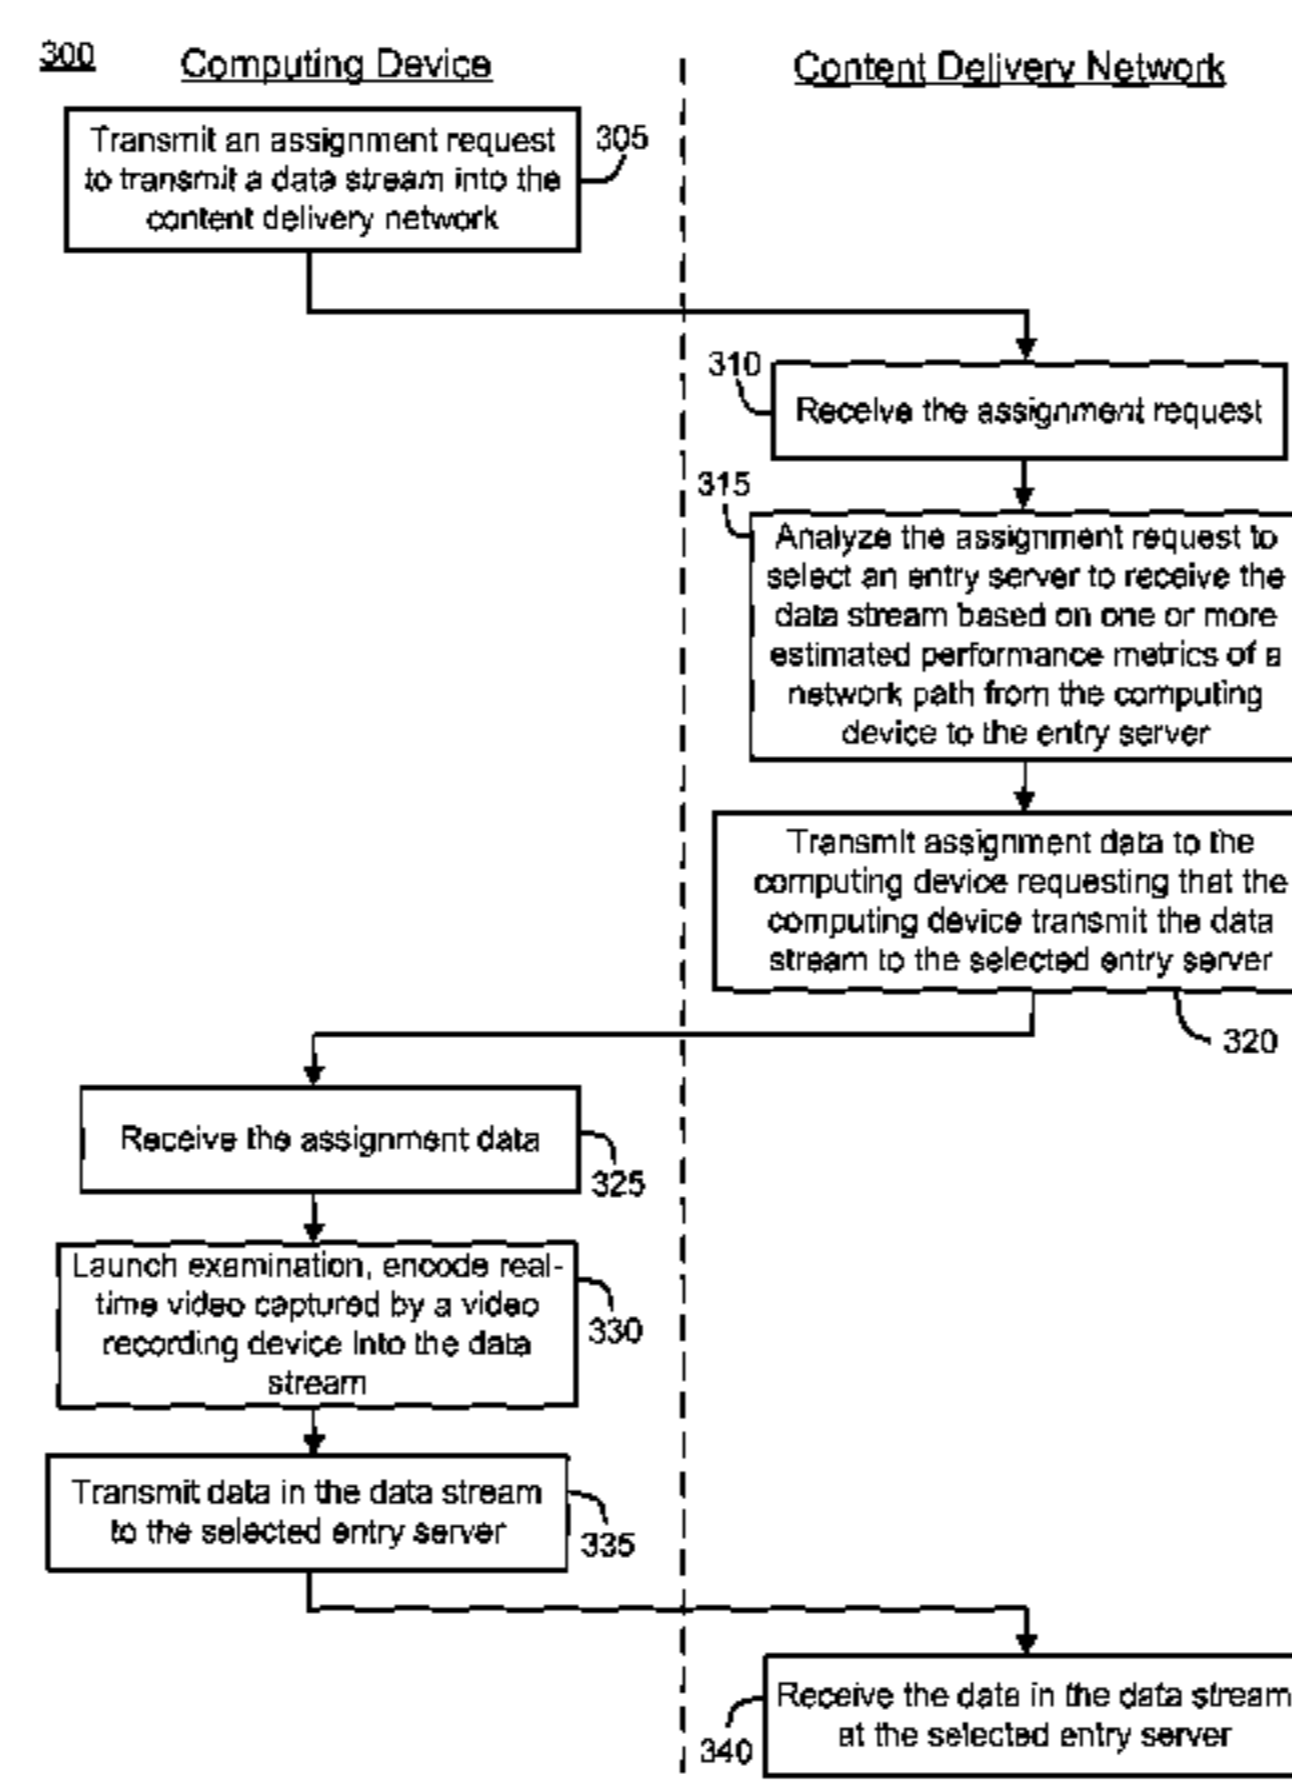 300
Computing Device
Content Delivery Network
Transmit an assignment request
to transmit a data stream into the
content delivery network
305
310
Receive the assignment request
315
Analyze the assignment request to
select an entry server to receive the
data stream based on one or more
estimated performance metrics of a
network path from the computing
device to the entry server
Transmit assignment data to the
computing device requesting that the
computing device transmit the data
stream to the selected entry server
320
Receive the assignment data
325
Launch examination, encode real-
time video captured by a video
recording device into the data
stream
330
Transmit data in the data stream
to the selected entry server
335
Receive the data in the data stream
at the selected entry server
340